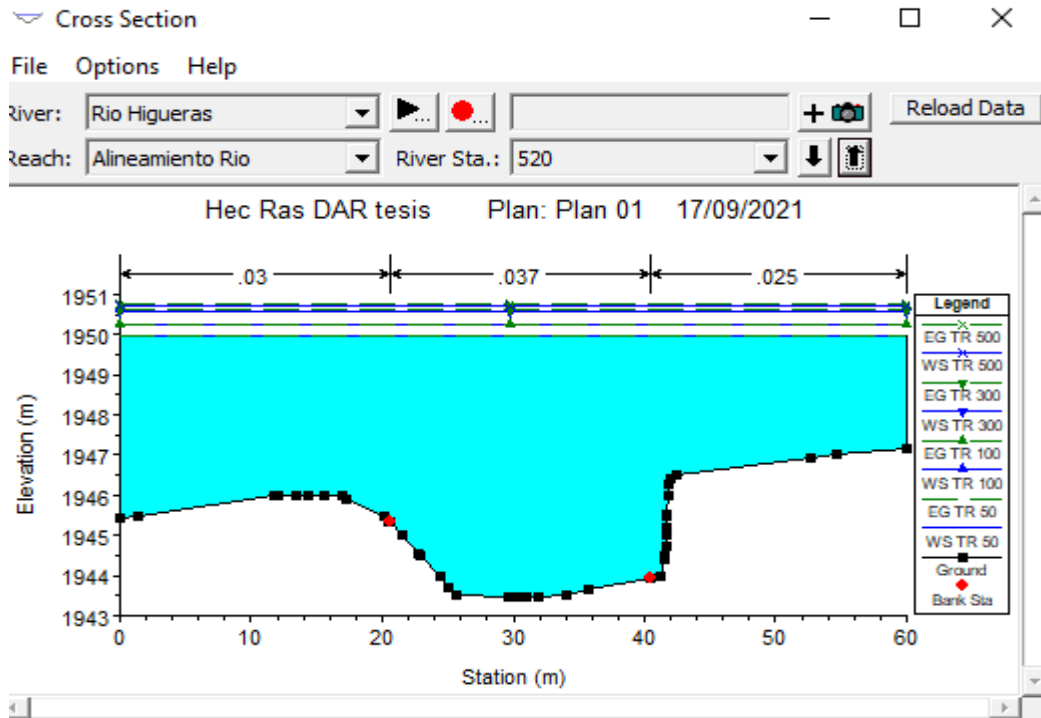 Cross Section
File Options Help
River: Rio Higueras Reload Data
Reach: Alineamiento Rio River Sta.: 520
Hec Ras DAR tesis Plan: Plan 01 17/09/2021
.03 .037 .025
1951
1950
1949
1948
1947
1946
1945
1944
1943
Elevation (m)
0 10 20 30 40 50 60
Station (m)
Legend
EG TR 500
WS TR 500
EG TR 300
WS TR 300
EG TR 100
WS TR 100
EG TR 50
WS TR 50
Ground
Bank Sta